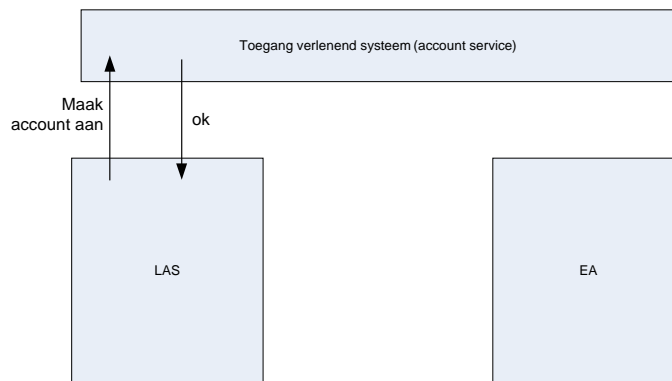 Toegang verlenend systeem (account service)
Maak
account aan
ok
LAS
EA